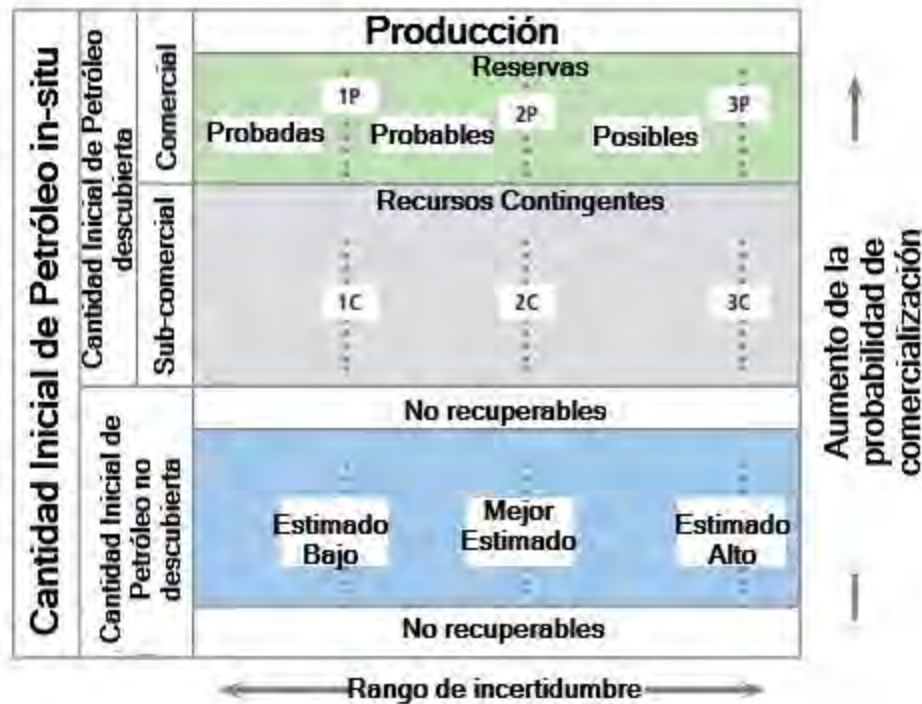 Cantidad Inicial de Petróleo in-situ
Cantidad Inicial de Petróleo
descubierta
Comercial
Sub-comercial
Cantidad Inicial de
Petróleo no
descubierta
Producción
Reservas
1P
2P
3P
Probadas
Probables
Posibles
Recursos Contingentes
1C
2C
3C
No recuperables
Estimado
Bajo
Mejor
Estimado
Estimado
Alto
No recuperables
Rango de incertidumbre
Aumento de la
probabilidad de
comercialización